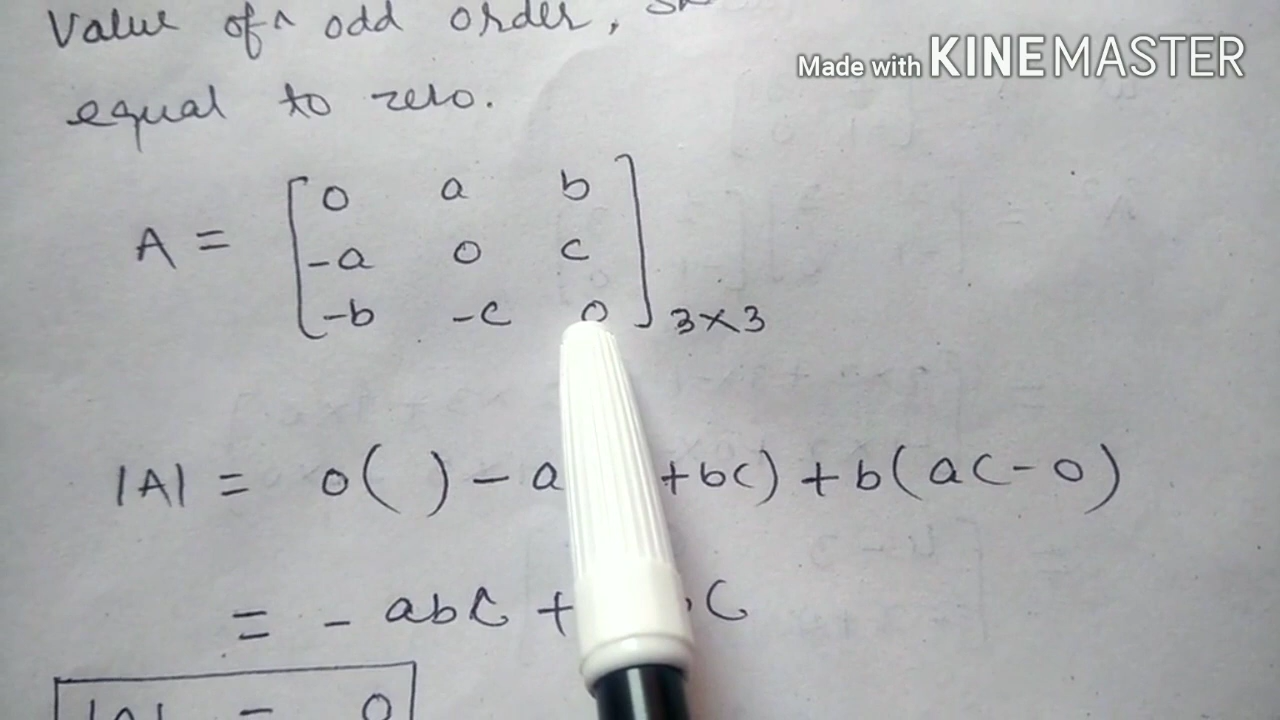 Value of ^ odd order,
Made with KINEMASTER
equal to zero.
A = [ 0 a b
-a 0 c
-b -c 0 ] 3×3
|A| = 0( ) - a +bc) + b(ac-0)
= - abc + c
|A| = 0